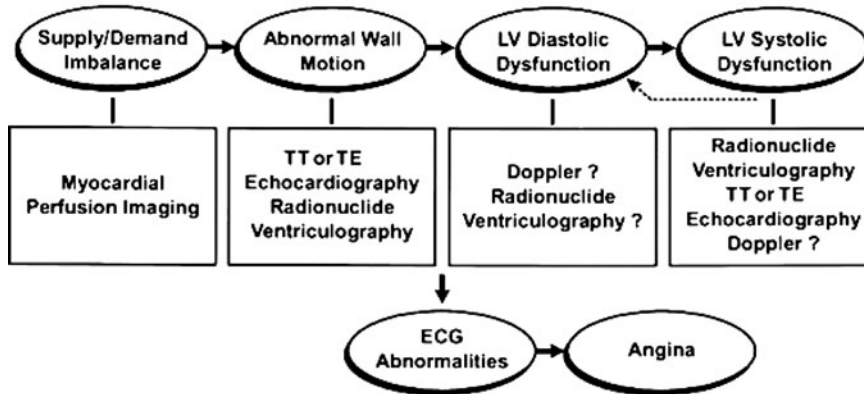 Supply/Demand
Imbalance
Abnormal Wall
Motion
LV Diastolic
Dysfunction
LV Systolic
Dysfunction
Myocardial
Perfusion Imaging
TT or TE
Echocardiography
Radionuclide
Ventriculography
Doppler ?
Radionuclide
Ventriculography ?
Radionuclide
Ventriculography
TT or TE
Echocardiography
Doppler ?
ECG
Abnormalities
Angina